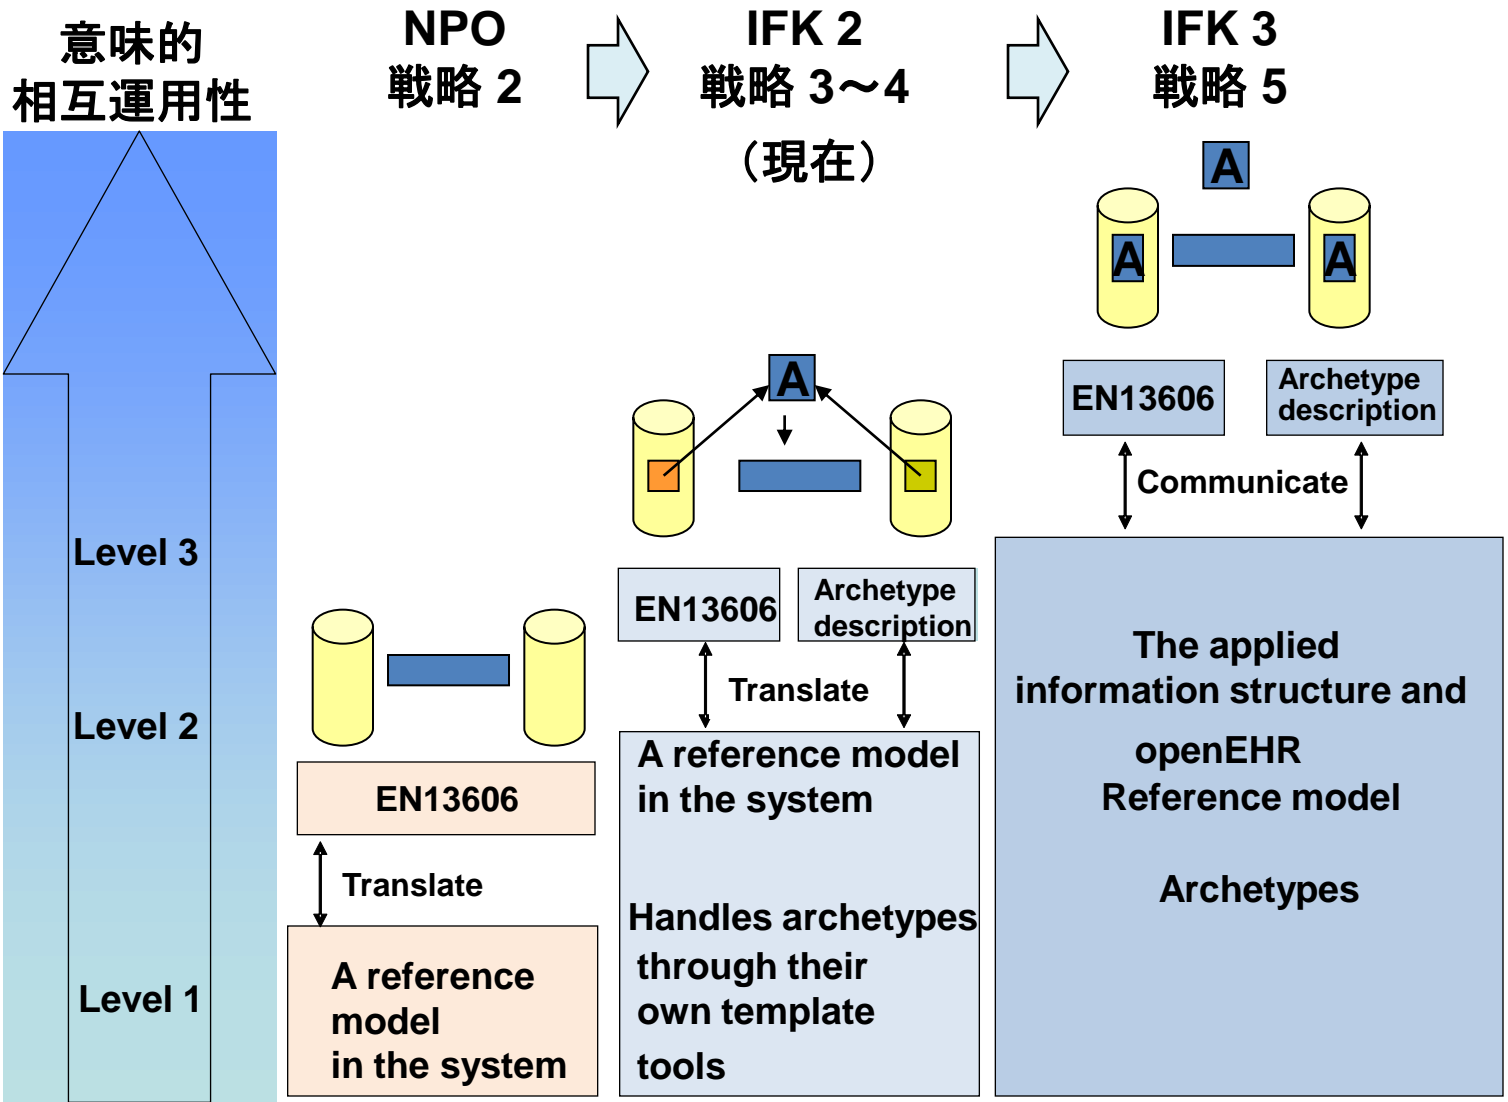 意味的
相互運用性
NPO
戦略 2
IFK 2
戦略 3～4
（現在）
IFK 3
戦略 5
Level 3
Level 2
Level 1
EN13606
Translate
A reference
model
in the system
A
EN13606
Archetype
description
Translate
A reference model
in the system
Handles archetypes
through their
own template
tools
A
A
A
EN13606
Archetype
description
Communicate
The applied
information structure and
openEHR
Reference model
Archetypes